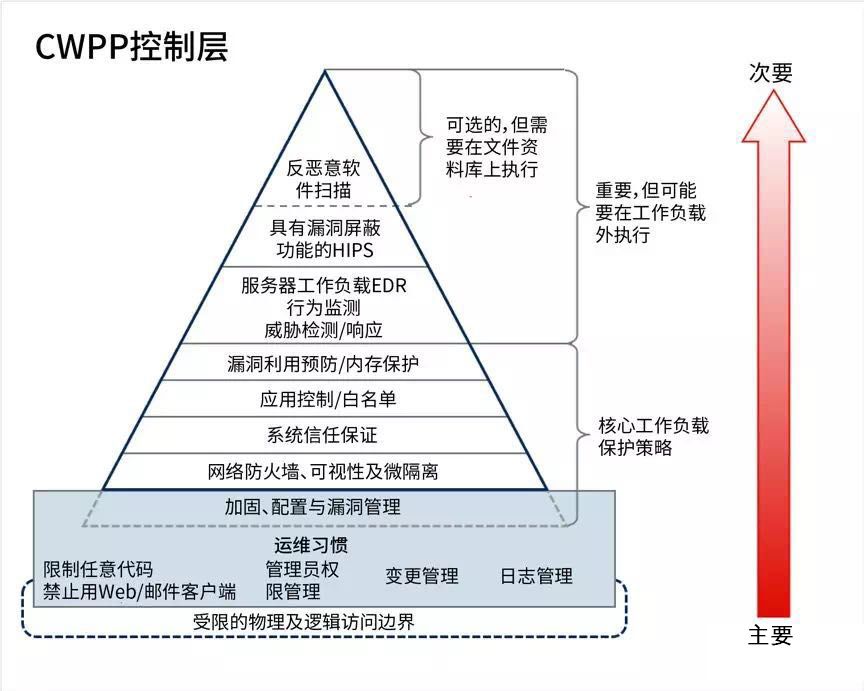 CWPP控制层
次要
可选的，但需
要在文件资
料库上执行
反恶意软
件扫描
重要，但可能
要在工作负载
外执行
具有漏洞屏蔽
功能的HIPS
服务器工作负载EDR
行为监测
威胁检测/响应
漏洞利用预防/内存保护
应用控制/白名单
核心工作负载
保护策略
系统信任保证
网络防火墙、可视性及微隔离
加固、配置与漏洞管理
运维习惯
限制任意代码
禁止用Web/邮件客户端
管理员权
限管理
变更管理
日志管理
受限的物理及逻辑访问边界
主要